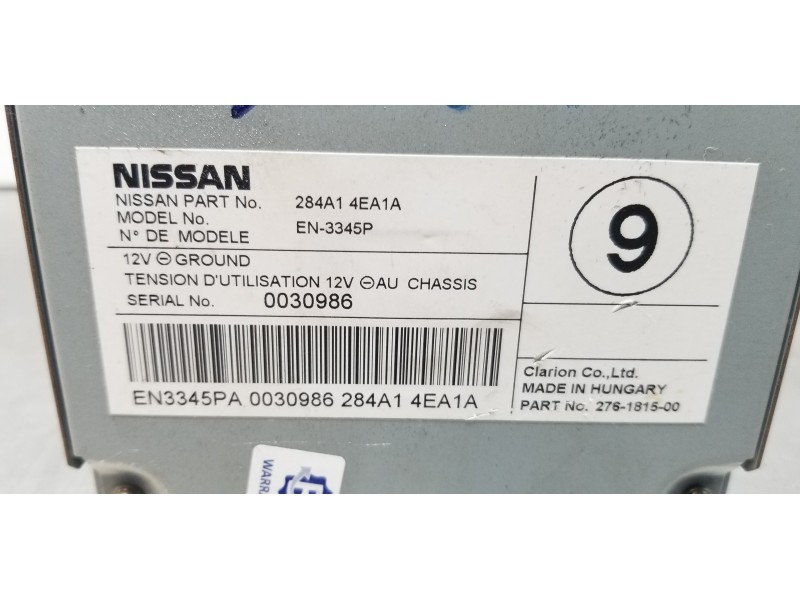 NISSAN
NISSAN PART No. 284A1 4EA1A
MODEL No.
N° DE MODELE EN-3345P
12V ⊖ GROUND
TENSION D'UTILISATION 12V ⊖ AU CHASSIS
SERIAL No. 0030986
EN3345PA 0030986 284A1 4EA1A
9
Clarion Co.,Ltd.
MADE IN HUNGARY
PART No. 276-1815-00